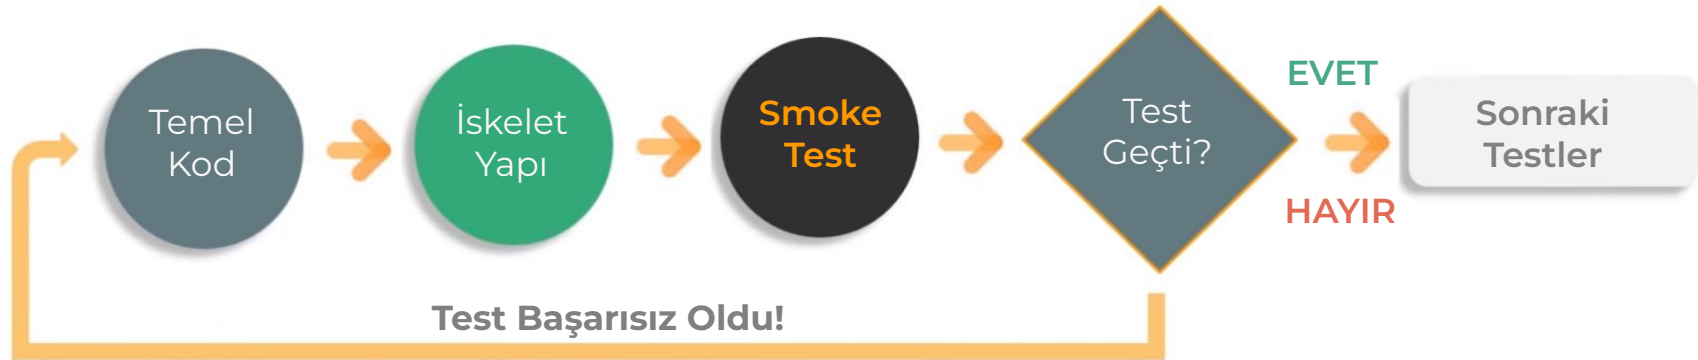 Temel
Kod
İskelet
Yapı
Smoke
Test
Test
Geçti?
EVET
HAYIR
Sonraki
Testler
Test Başarısız Oldu!